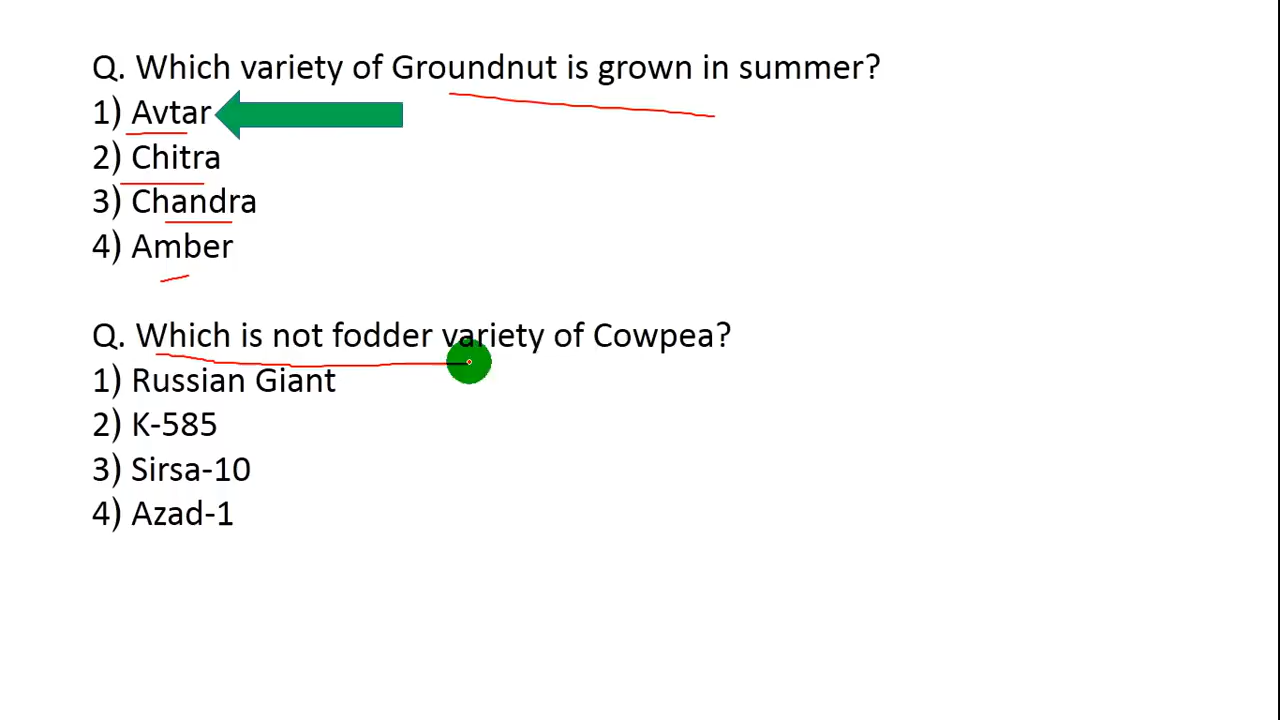 Q. Which variety of Groundnut is grown in summer?
1) Avtar
2) Chitra
3) Chandra
4) Amber
Q. Which is not fodder variety of Cowpea?
1) Russian Giant
2) K-585
3) Sirsa-10
4) Azad-1